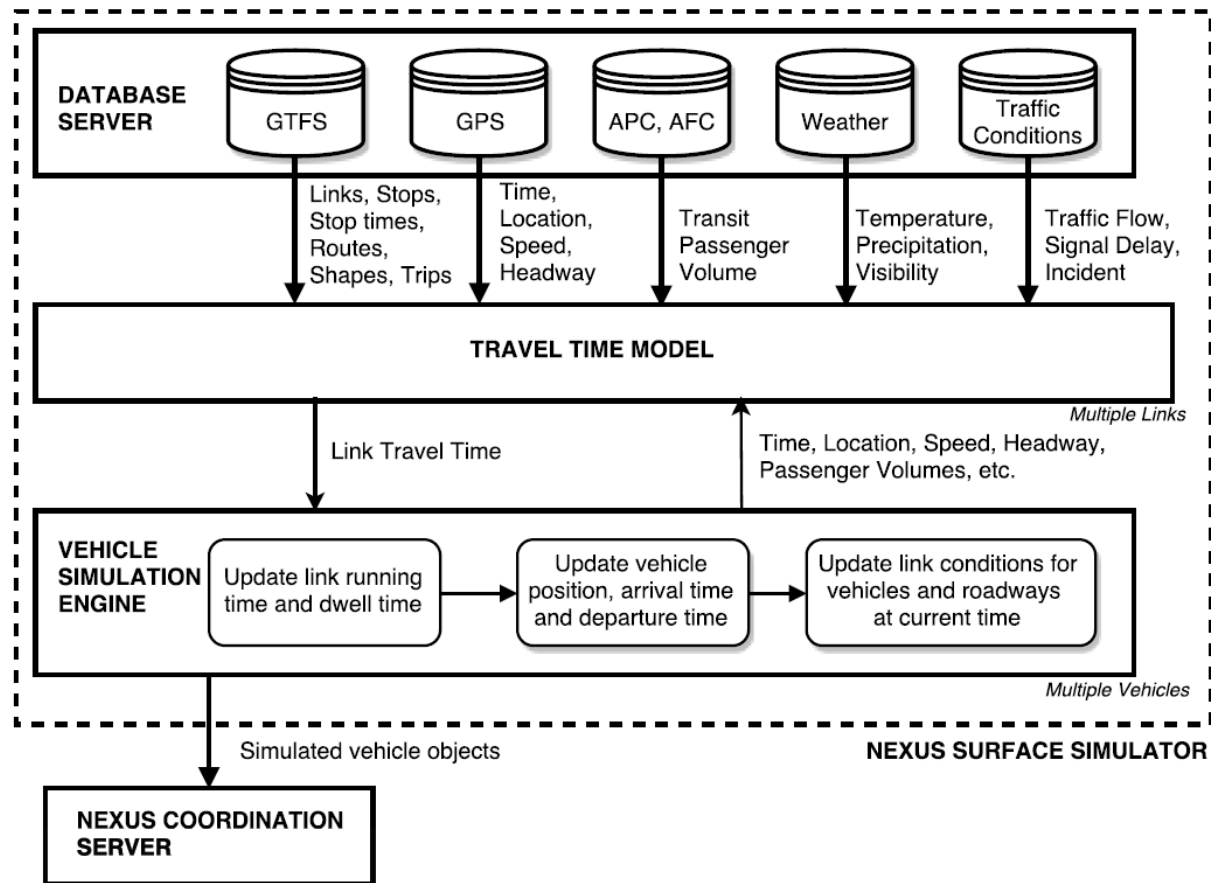 DATABASE
SERVER
GTFS
GPS
APC, AFC
Weather
Traffic
Conditions
Links, Stops,
Stop times,
Routes,
Shapes, Trips
Time,
Location,
Speed,
Headway
Transit
Passenger
Volume
Temperature,
Precipitation,
Visibility
Traffic Flow,
Signal Delay,
Incident
TRAVEL TIME MODEL
Multiple Links
Link Travel Time
Time, Location, Speed, Headway,
Passenger Volumes, etc.
VEHICLE
SIMULATION
ENGINE
Update link running
time and dwell time
Update vehicle
position, arrival time
and departure time
Update link conditions for
vehicles and roadways
at current time
Multiple Vehicles
Simulated vehicle objects
NEXUS SURFACE SIMULATOR
NEXUS COORDINATION
SERVER